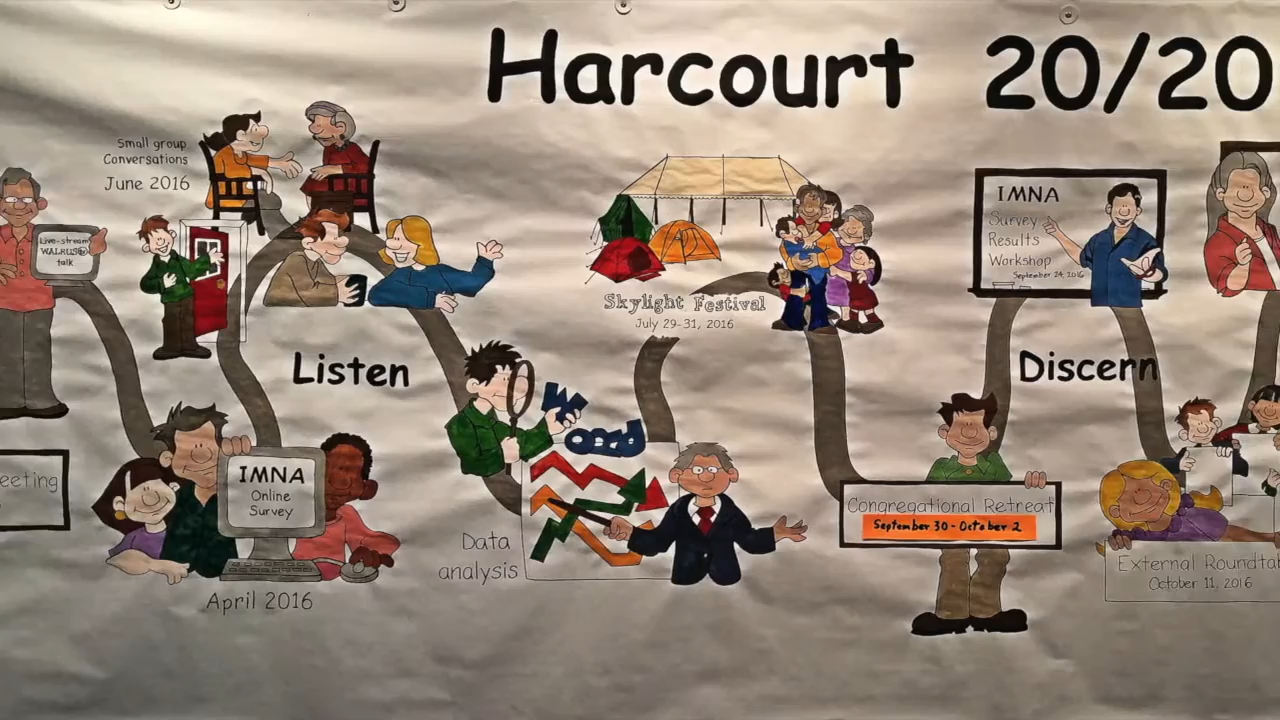 Harcourt 20/20
Small group
Conversations
June 2016
Live-stream
WALRUS
talk
Listen
eeting
IMNA
Online
Survey
April 2016
Data
analysis
Skylight Festival
July 29-31, 2016
IMNA
Survey
Results
Workshop
September 24, 2016
Discern
Congregational Retreat
September 30 - October 2
External Roundta
October 11, 2016